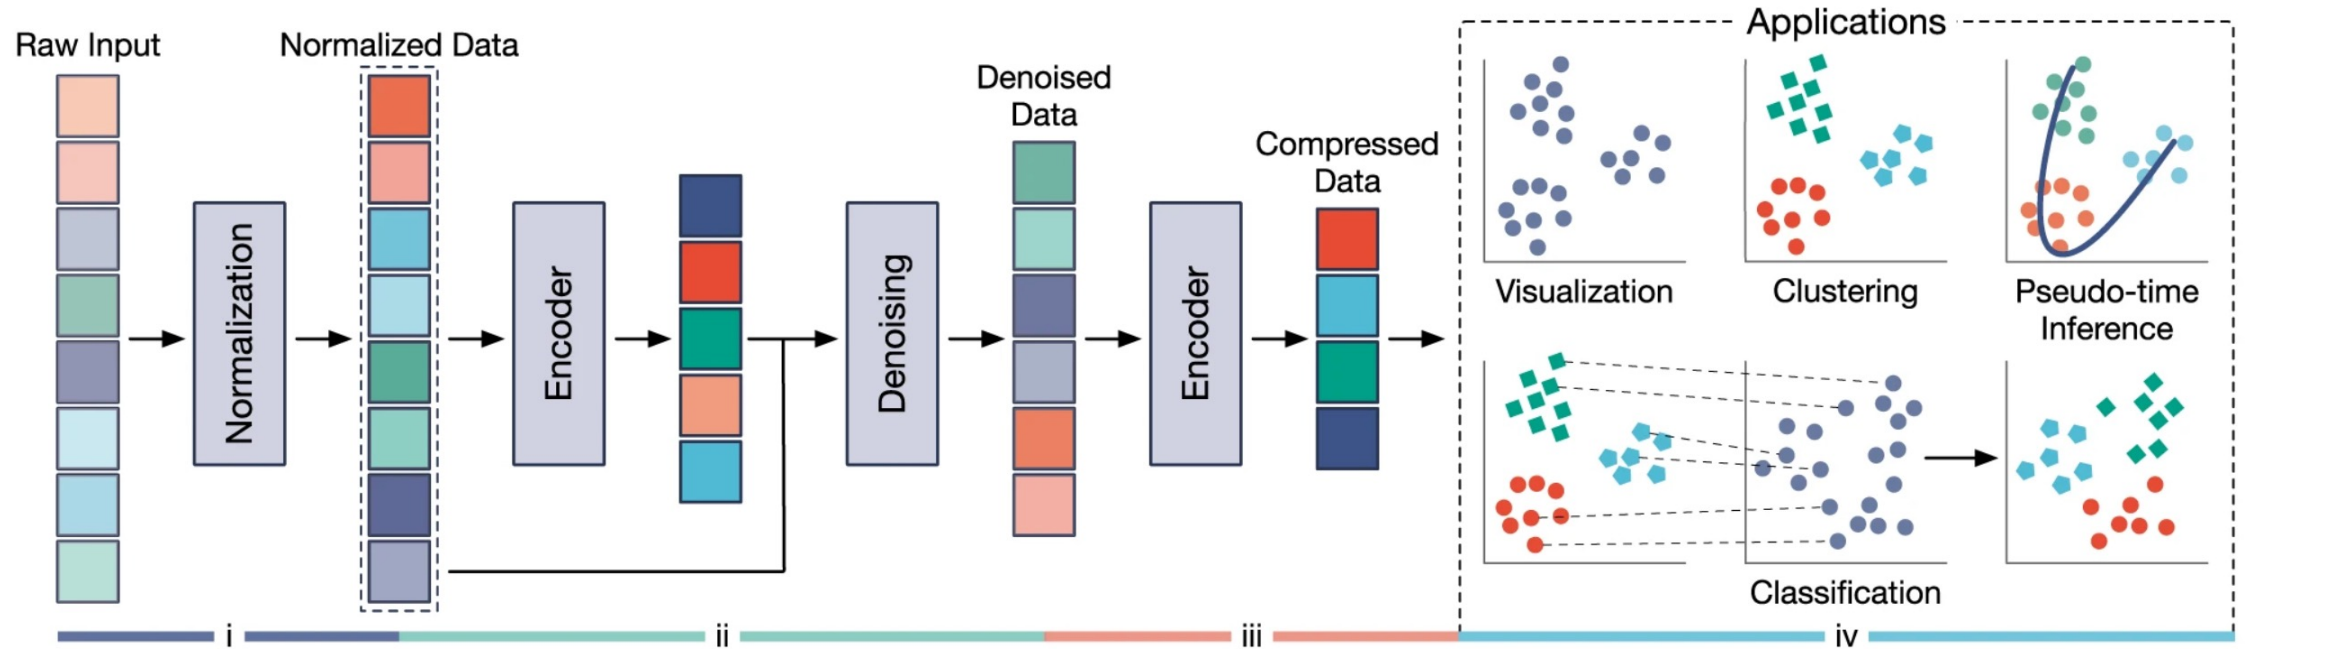 Raw Input
Normalization
Normalized Data
Encoder
Denoising
Denoised
Data
Encoder
Compressed
Data
Applications
Visualization
Clustering
Pseudo-time
Inference
Classification
i
ii
iii
iv